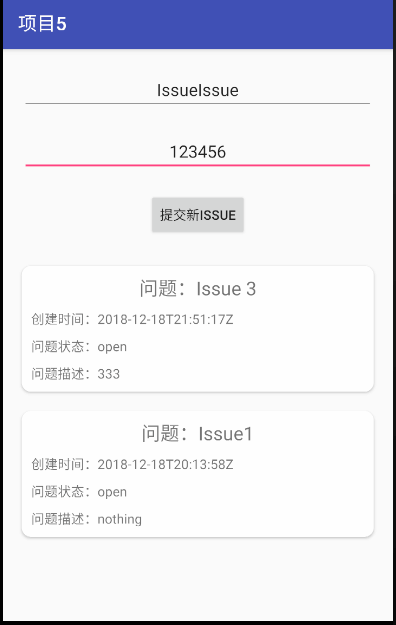 项目5
IssueIssue
123456
提交新ISSUE
问题：Issue 3
创建时间：2018-12-18T21:51:17Z
问题状态：open
问题描述：333
问题：Issue1
创建时间：2018-12-18T20:13:58Z
问题状态：open
问题描述：nothing